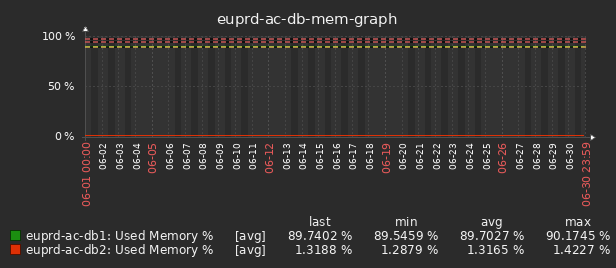 euprd-ac-db-mem-graph
100 %
50 %
0 %
06-01 00:00 06-02 06-03 06-04 06-05 06-06 06-07 06-08 06-09 06-10 06-11 06-12 06-13 06-14 06-15 06-16 06-17 06-18 06-19 06-20 06-21 06-22 06-23 06-24 06-25 06-26 06-27 06-28 06-29 06-30 06-30 23:59
last min avg max
euprd-ac-db1: Used Memory % [avg] 89.7402 % 89.5459 % 89.7027 % 90.1745 %
euprd-ac-db2: Used Memory % [avg] 1.3188 % 1.2879 % 1.3165 % 1.4227 %